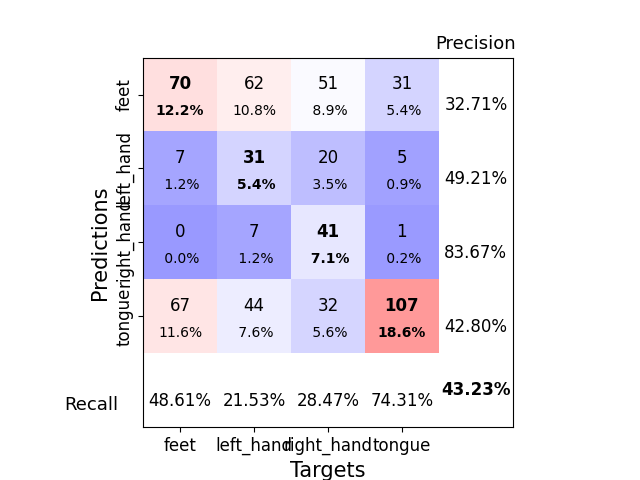 Precision
70 62 51 31
12.2% 10.8% 8.9% 5.4% 32.71%
7 31 20 5
1.2% 5.4% 3.5% 0.9% 49.21%
0 7 41 1
0.0% 1.2% 7.1% 0.2% 83.67%
67 44 32 107
11.6% 7.6% 5.6% 18.6% 42.80%
Recall 48.61% 21.53% 28.47% 74.31% 43.23%
feet left_hand right_hand tongue
Targets
Predictions
feet
left_hand
right_hand
tongue